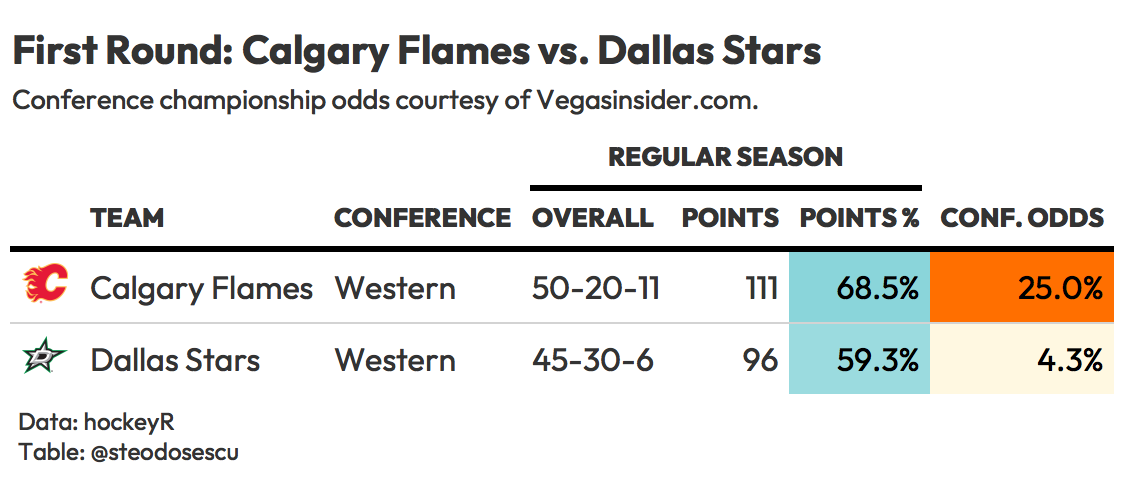 First Round: Calgary Flames vs. Dallas Stars
Conference championship odds courtesy of Vegasinsider.com.
REGULAR SEASON
TEAM CONFERENCE OVERALL POINTS POINTS % CONF. ODDS
C Calgary Flames Western 50-20-11 111 68.5% 25.0%
D Dallas Stars Western 45-30-6 96 59.3% 4.3%
Data: hockeyR
Table: @steodosescu